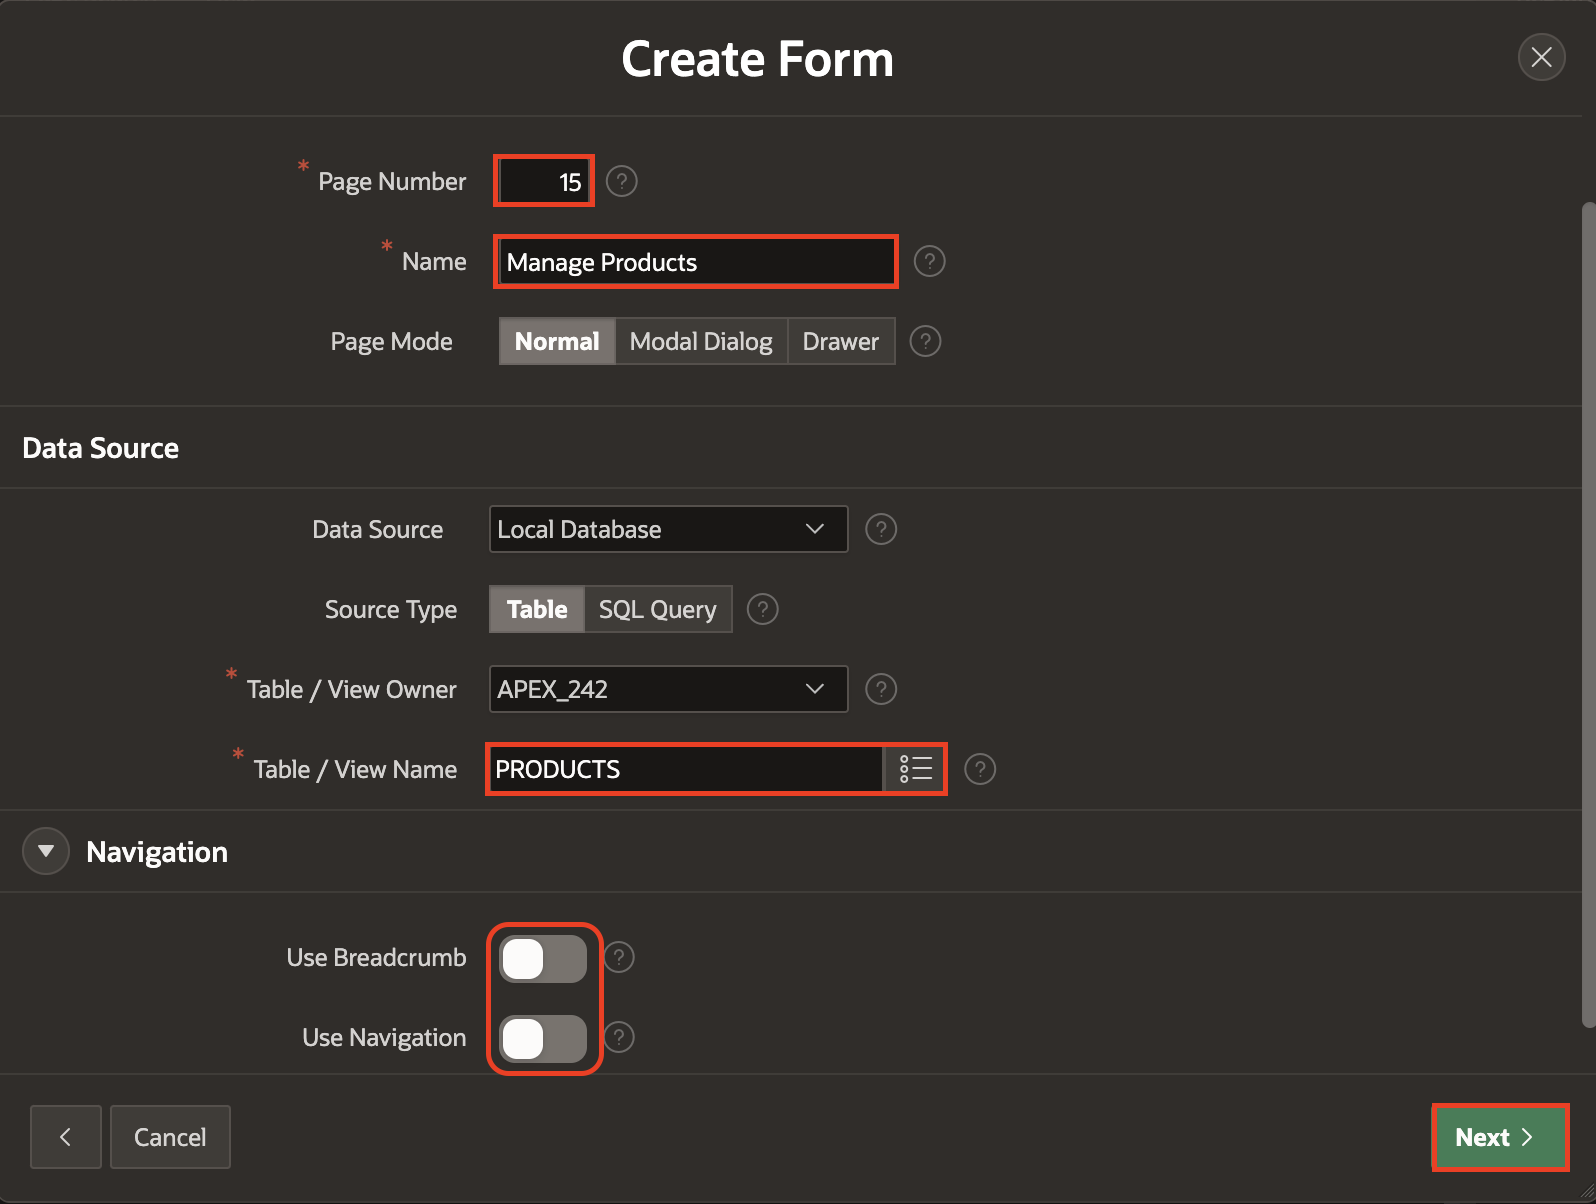 Create Form
* Page Number 15 ?
* Name Manage Products ?
Page Mode Normal Modal Dialog Drawer ?
Data Source
Data Source Local Database ?
Source Type Table SQL Query ?
* Table / View Owner APEX_242 ?
* Table / View Name PRODUCTS ?
Navigation
Use Breadcrumb ?
Use Navigation ?
Cancel Next